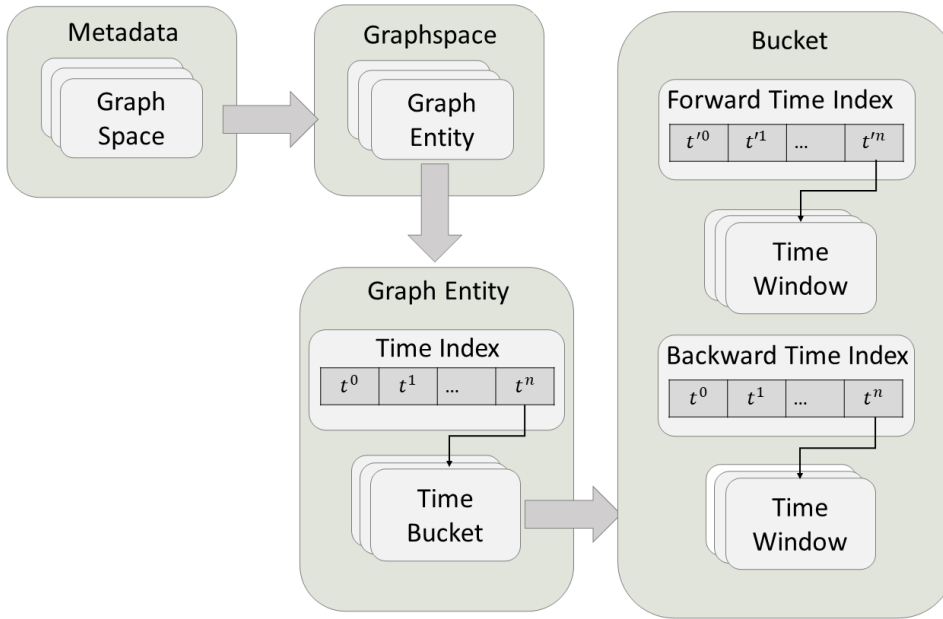 Metadata
Graph
Space
Graphspace
Graph
Entity
Graph Entity
Time Index
t⁰ t¹ ... tⁿ
Time
Bucket
Bucket
Forward Time Index
t′⁰ t′¹ ... t′ⁿ
Time
Window
Backward Time Index
t⁰ t¹ ... tⁿ
Time
Window